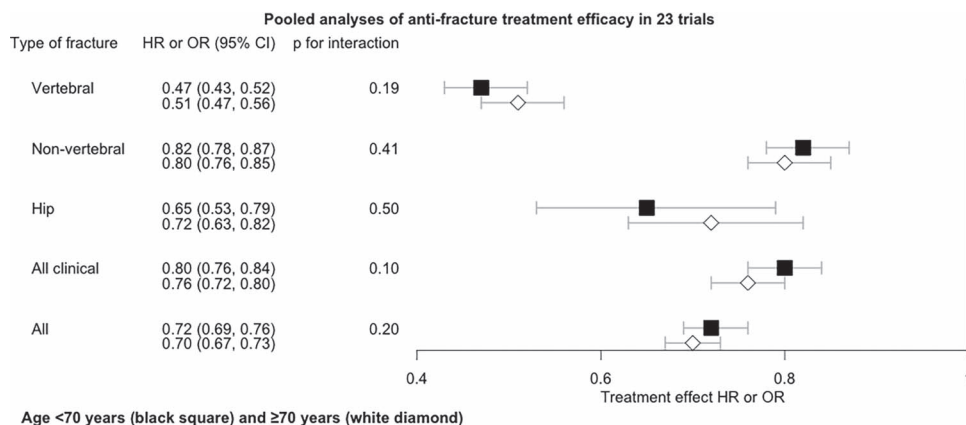 Pooled analyses of anti-fracture treatment efficacy in 23 trials
Type of fracture HR or OR (95% CI) p for interaction
Vertebral 0.47 (0.43, 0.52) 0.19
0.51 (0.47, 0.56)
Non-vertebral 0.82 (0.78, 0.87) 0.41
0.80 (0.76, 0.85)
Hip 0.65 (0.53, 0.79) 0.50
0.72 (0.63, 0.82)
All clinical 0.80 (0.76, 0.84) 0.10
0.76 (0.72, 0.80)
All 0.72 (0.69, 0.76) 0.20
0.70 (0.67, 0.73)
0.4 0.6 0.8
Treatment effect HR or OR
Age <70 years (black square) and ≥70 years (white diamond)